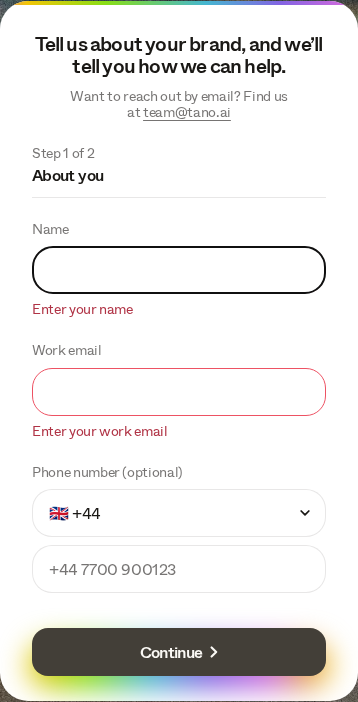 Tell us about your brand, and we’ll
tell you how we can help.
Want to reach out by email? Find us
at team@tano.ai
Step 1 of 2
About you
Name
Enter your name
Work email
Enter your work email
Phone number (optional)
🇬🇧 +44
+44 7700 900123
Continue